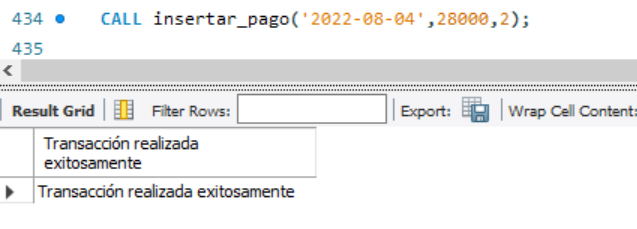 434 CALL insertar_pago('2022-08-04',28000,2);
435
Result Grid Filter Rows: Export: Wrap Cell Content:
Transacción realizada
exitosamente
Transacción realizada exitosamente